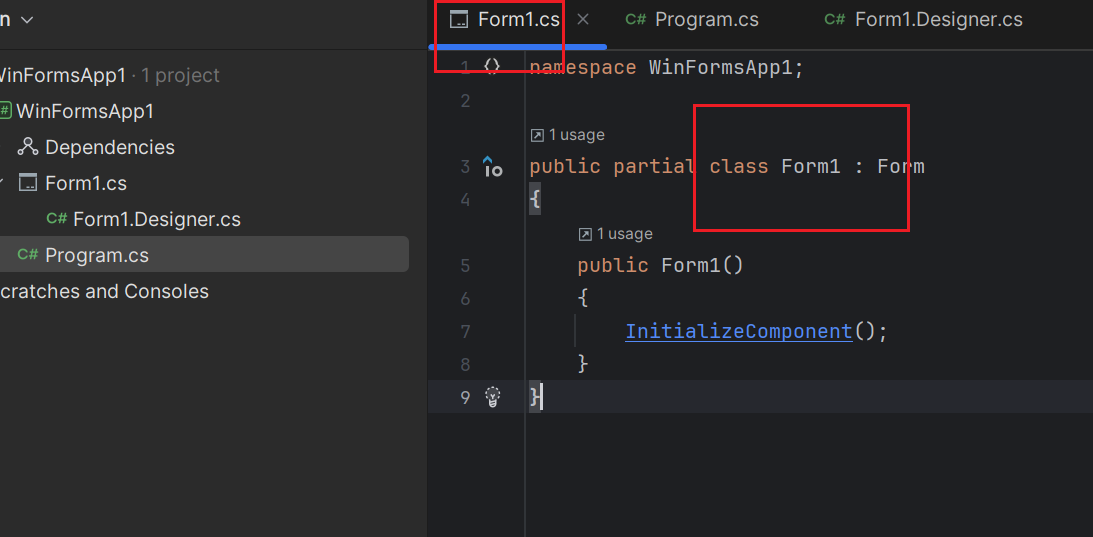 n
Form1.cs
C# Program.cs
C# Form1.Designer.cs
WinFormsApp1 · 1 project
WinFormsApp1
Dependencies
Form1.cs
C# Form1.Designer.cs
C# Program.cs
cratches and Consoles
1 namespace WinFormsApp1;
2
1 usage
3 public partial class Form1 : Form
4 {
1 usage
5 public Form1()
6 {
7 InitializeComponent();
8 }
9 }